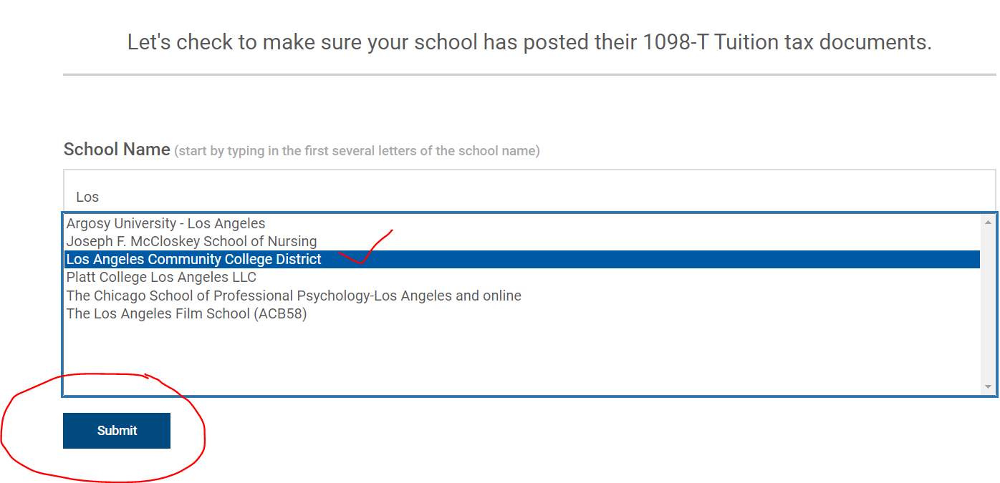 Let's check to make sure your school has posted their 1098-T Tuition tax documents.
School Name (start by typing in the first several letters of the school name)
Los
Argosy University - Los Angeles
Joseph F. McCloskey School of Nursing
Los Angeles Community College District
Platt College Los Angeles LLC
The Chicago School of Professional Psychology-Los Angeles and online
The Los Angeles Film School (ACB58)
Submit